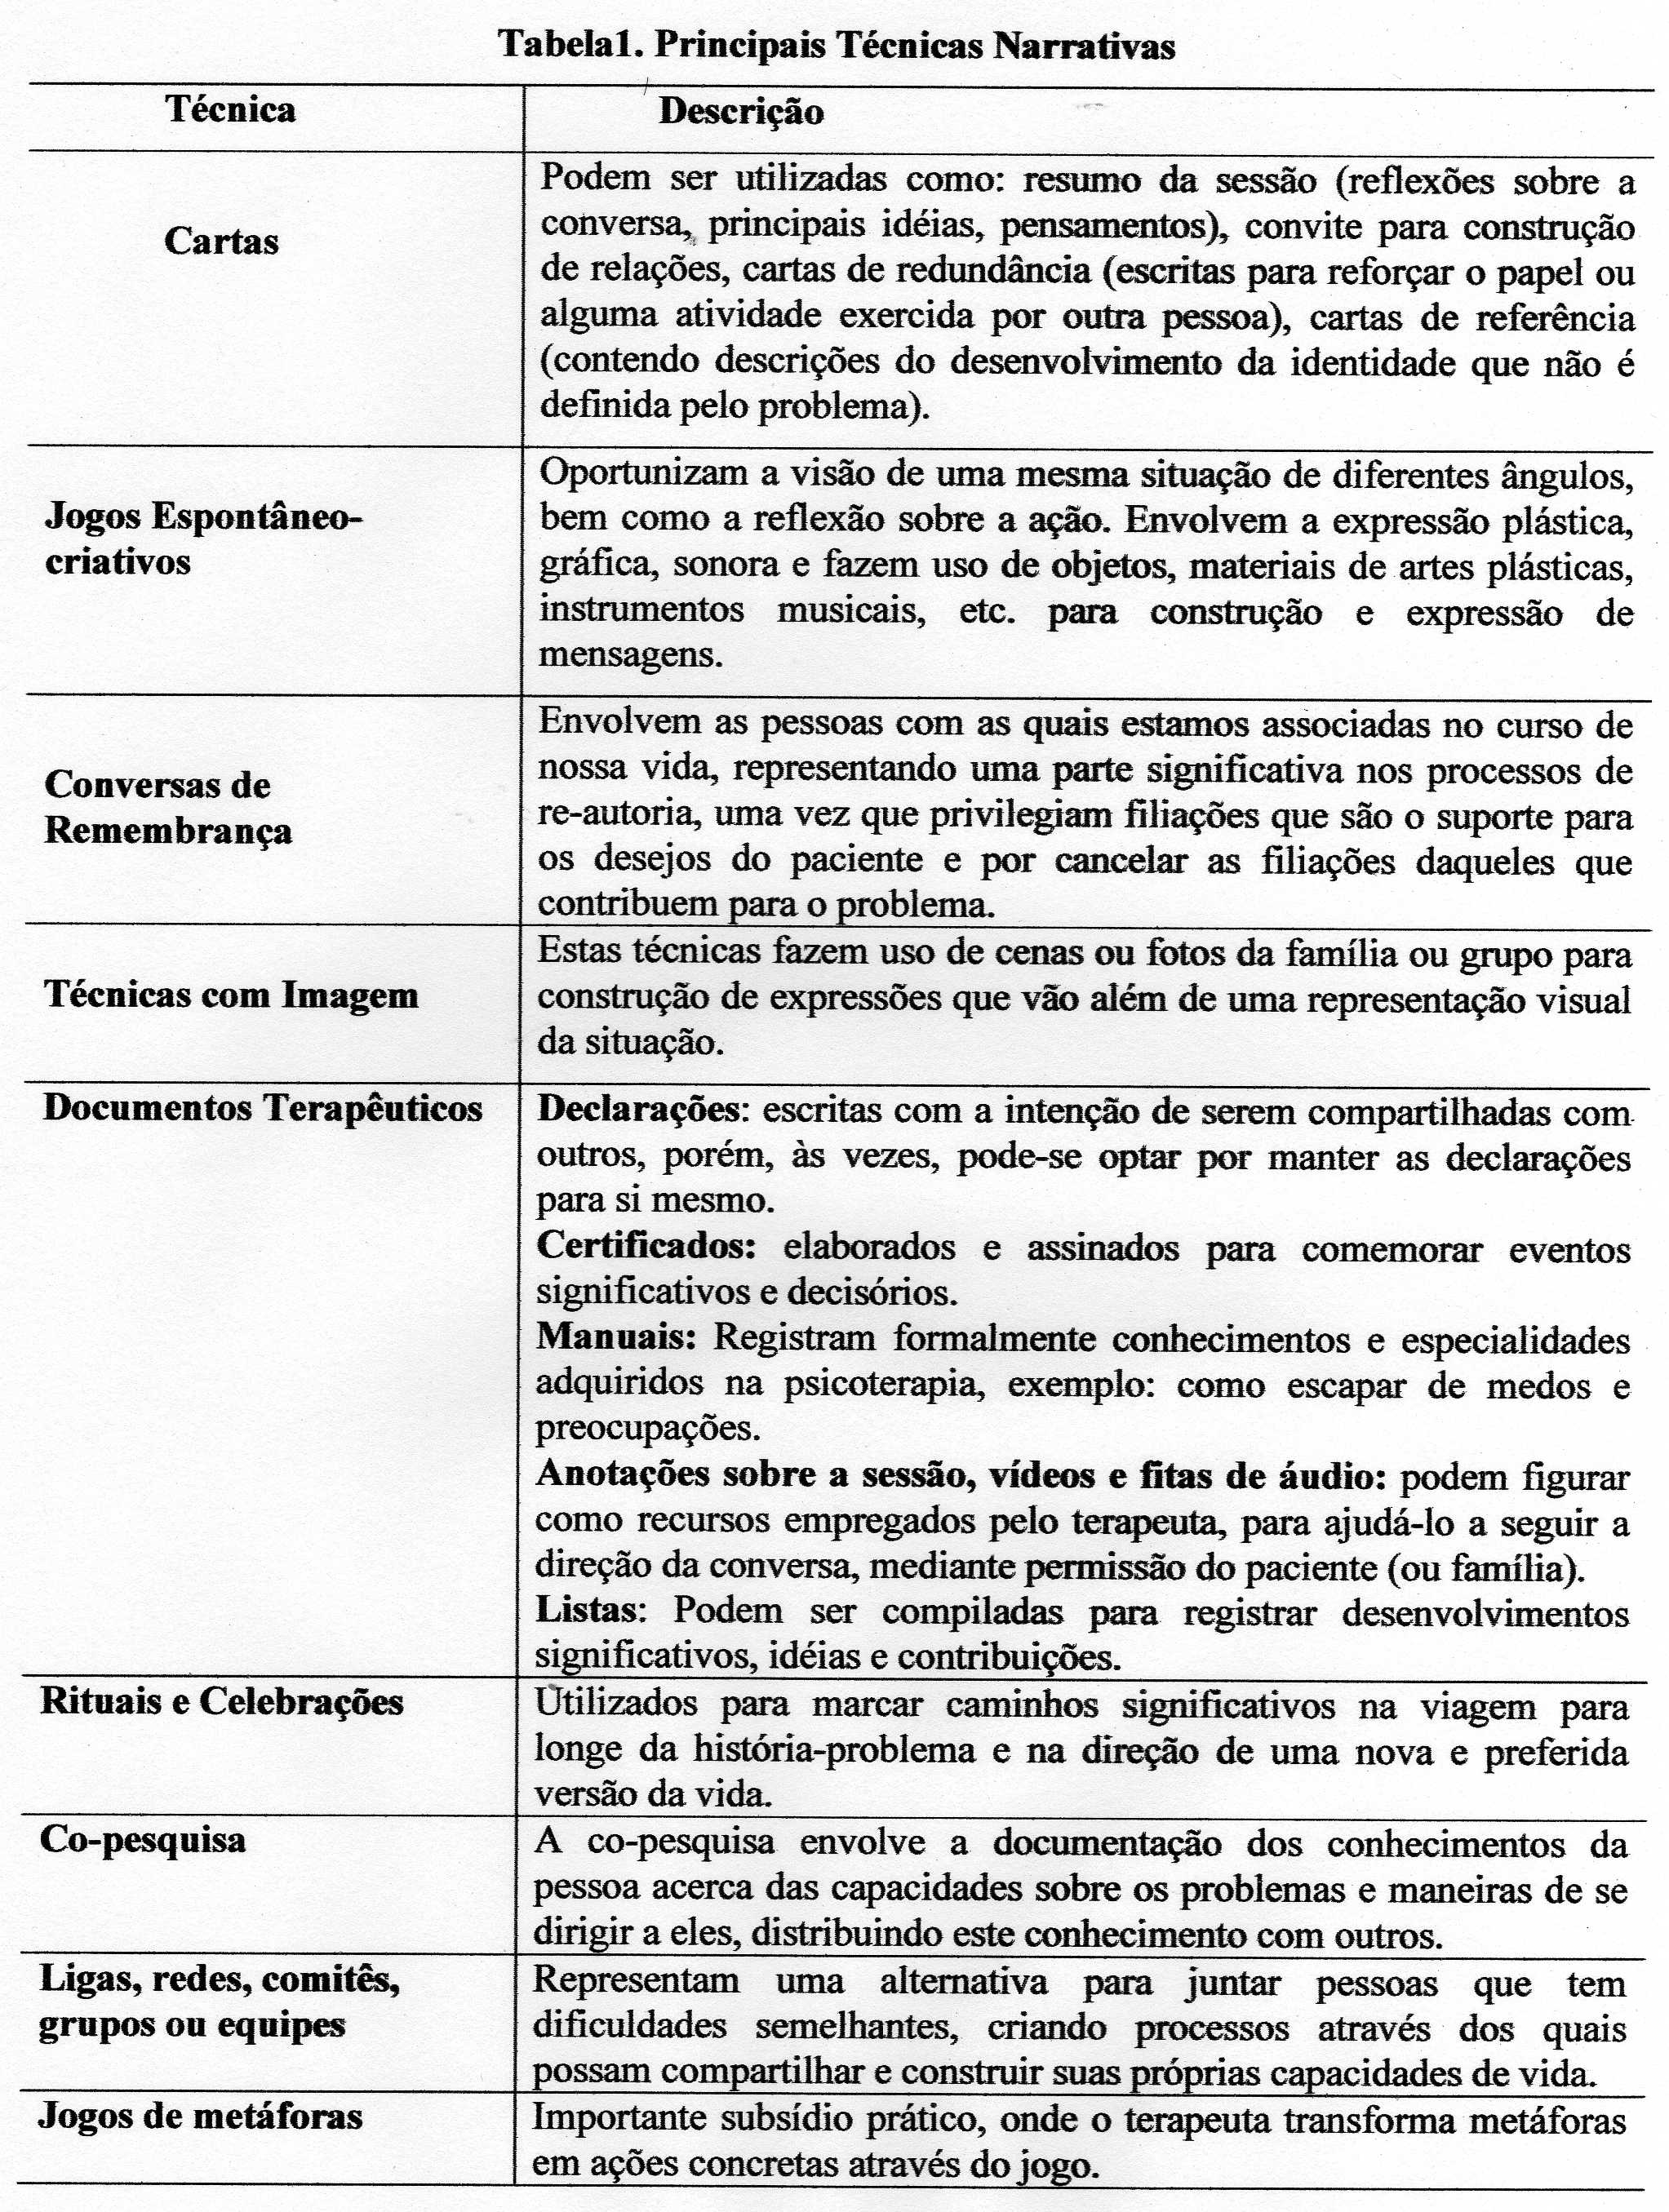 Tabela1. Principais Técnicas Narrativas
Técnica
Descrição
Cartas
Podem ser utilizadas como: resumo da sessão (reflexões sobre a
conversa, principais idéias, pensamentos), convite para construção
de relações, cartas de redundância (escritas para reforçar o papel ou
alguma atividade exercida por outra pessoa), cartas de referência
(contendo descrições do desenvolvimento da identidade que não é
definida pelo problema).
Jogos Espontâneo-
criativos
Oportunizam a visão de uma mesma situação de diferentes ângulos,
bem como a reflexão sobre a ação. Envolvem a expressão plástica,
gráfica, sonora e fazem uso de objetos, materiais de artes plásticas,
instrumentos musicais, etc. para construção e expressão de
mensagens.
Conversas de
Remembrança
Envolvem as pessoas com as quais estamos associadas no curso de
nossa vida, representando uma parte significativa nos processos de
re-autoria, uma vez que privilegiam filiações que são o suporte para
os desejos do paciente e por cancelar as filiações daqueles que
contribuem para o problema.
Técnicas com Imagem
Estas técnicas fazem uso de cenas ou fotos da família ou grupo para
construção de expressões que vão além de uma representação visual
da situação.
Documentos Terapêuticos
Declarações: escritas com a intenção de serem compartilhadas com
outros, porém, às vezes, pode-se optar por manter as declarações
para si mesmo.
Certificados: elaborados e assinados para comemorar eventos
significativos e decisórios.
Manuais: Registram formalmente conhecimentos e especialidades
adquiridos na psicoterapia, exemplo: como escapar de medos e
preocupações.
Anotações sobre a sessão, vídeos e fitas de áudio: podem figurar
como recursos empregados pelo terapeuta, para ajudá-lo a seguir a
direção da conversa, mediante permissão do paciente (ou família).
Listas: Podem ser compiladas para registrar desenvolvimentos
significativos, idéias e contribuições.
Rituais e Celebrações
Utilizados para marcar caminhos significativos na viagem para
longe da história-problema e na direção de uma nova e preferida
versão da vida.
Co-pesquisa
A co-pesquisa envolve a documentação dos conhecimentos da
pessoa acerca das capacidades sobre os problemas e maneiras de se
dirigir a eles, distribuindo este conhecimento com outros.
Ligas, redes, comitês,
grupos ou equipes
Representam uma alternativa para juntar pessoas que tem
dificuldades semelhantes, criando processos através dos quais
possam compartilhar e construir suas próprias capacidades de vida.
Jogos de metáforas
Importante subsídio prático, onde o terapeuta transforma metáforas
em ações concretas através do jogo.